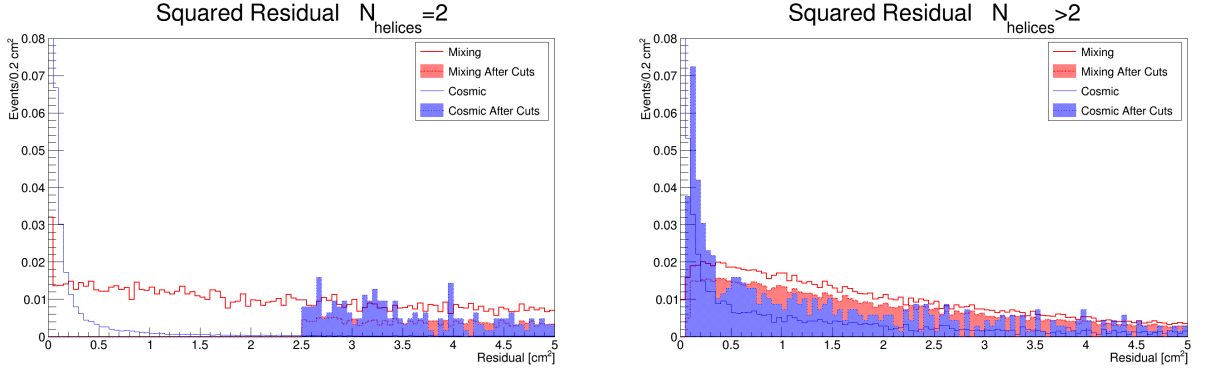 Squared Residual N_helices=2
Events/0.2 cm²
0.08
0.07
0.06
0.05
0.04
0.03
0.02
0.01
0
Mixing
Mixing After Cuts
Cosmic
Cosmic After Cuts
0 0.5 1 1.5 2 2.5 3 3.5 4 4.5 5
Residual [cm²]
Squared Residual N_helices>2
Events/0.2 cm²
0.08
0.07
0.06
0.05
0.04
0.03
0.02
0.01
0
Mixing
Mixing After Cuts
Cosmic
Cosmic After Cuts
0 0.5 1 1.5 2 2.5 3 3.5 4 4.5 5
Residual [cm²]